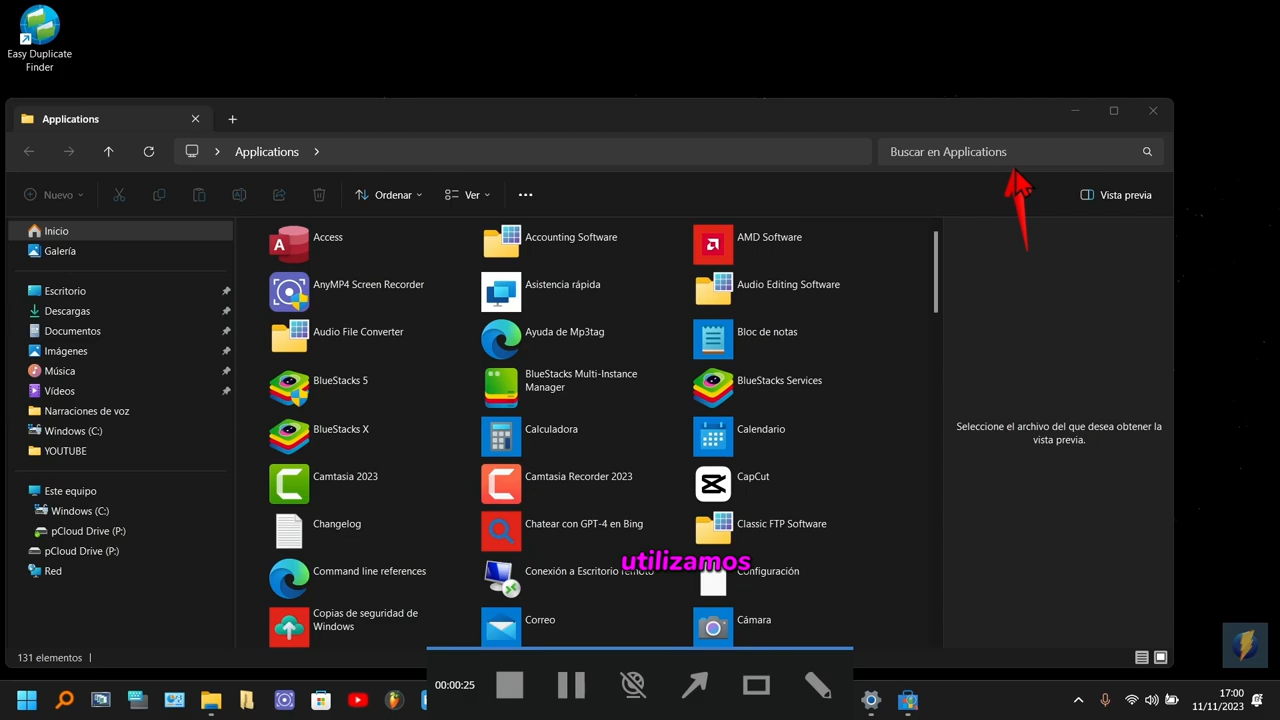 Easy Duplicate
Finder
Applications
Applications
Buscar en Applications
Nuevo
Ordenar
Ver
Vista previa
Inicio
Galería
Escritorio
Descargas
Documentos
Imágenes
Música
Vídeos
Narraciones de voz
Windows (C:)
YOUTUBE
Este equipo
Windows (C:)
pCloud Drive (P:)
pCloud Drive (P:)
Red
Access
Accounting Software
AMD Software
AnyMP4 Screen Recorder
Asistencia rápida
Audio Editing Software
Audio File Converter
Ayuda de Mp3tag
Bloc de notas
BlueStacks 5
BlueStacks Multi-Instance
Manager
BlueStacks Services
BlueStacks X
Calculadora
Calendario
Camtasia 2023
Camtasia Recorder 2023
CapCut
Changelog
Chatear con GPT-4 en Bing
Classic FTP Software
utilizamos
Command line references
Conexión a Escritorio remoto
Configuración
Copias de seguridad de
Windows
Correo
Cámara
Seleccione el archivo del que desea obtener la
vista previa.
131 elementos
00:00:25
17:00
11/11/2023